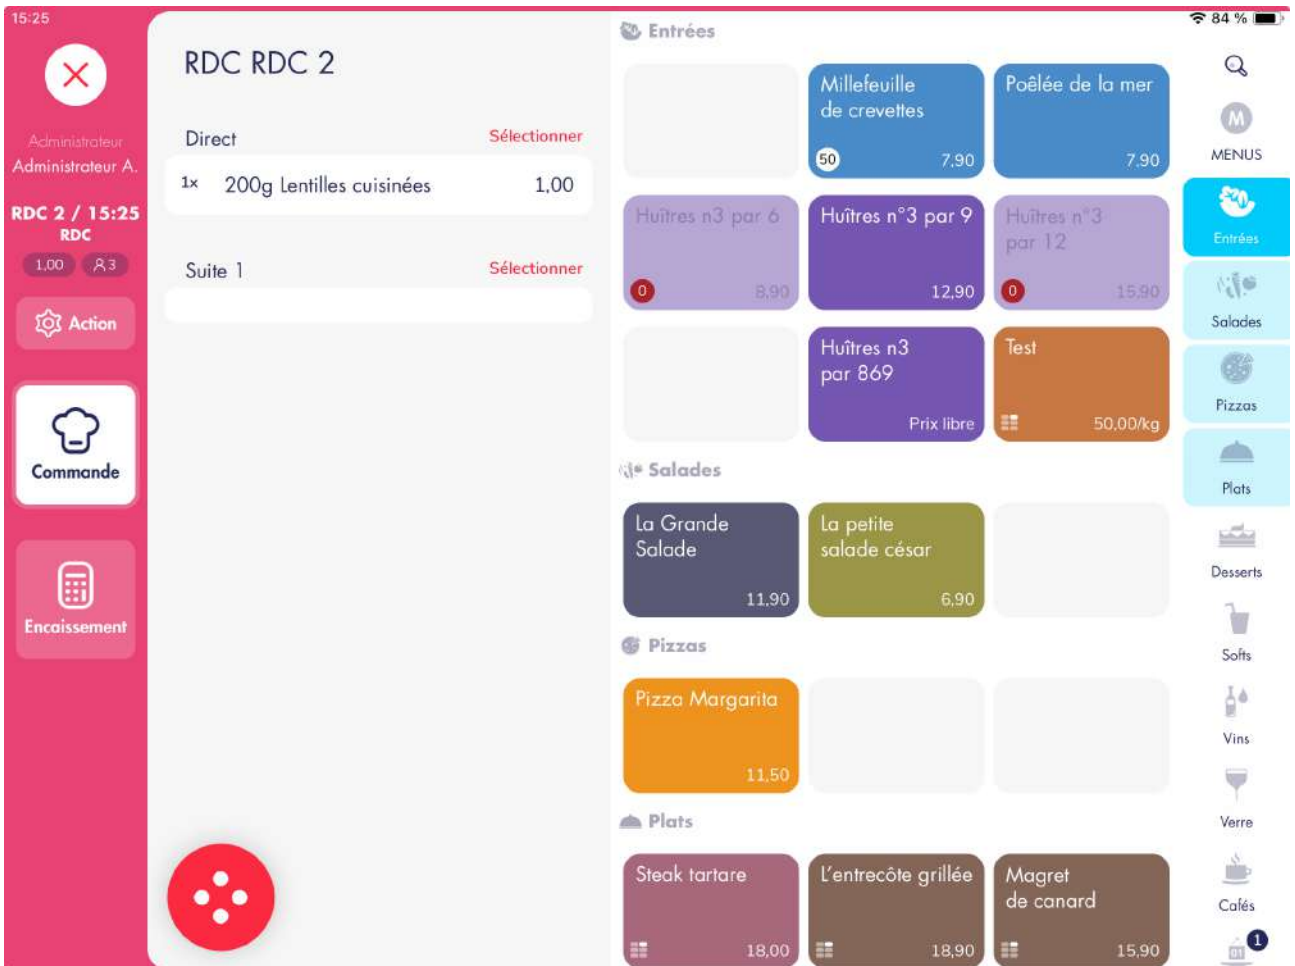 15:25
84 %
Administrateur
Administrateur A.
RDC 2 / 15:25
RDC
1,00
3
Action
Commande
Encaissement
RDC RDC 2
Direct
Sélectionner
1x 200g Lentilles cuisinées 1,00
Suite 1
Sélectionner
Entrées
Millefeuille
de crevettes
50
7,90
Poêlée de la mer
7,90
Huîtres n3 par 6
0
8,90
Huîtres n°3 par 9
12,90
Huîtres n°3
par 12
0
15,90
Huîtres n3
par 869
Prix libre
Test
50,00/kg
Salades
La Grande
Salade
11,90
La petite
salade césar
6,90
Pizzas
Pizza Margarita
11,50
Plats
Steak tartare
18,00
L'entrecôte grillée
18,90
Magret
de canard
15,90
M
MENUS
Entrées
Salades
Pizzas
Plats
Desserts
Softs
Vins
Verre
Cafés
1
01